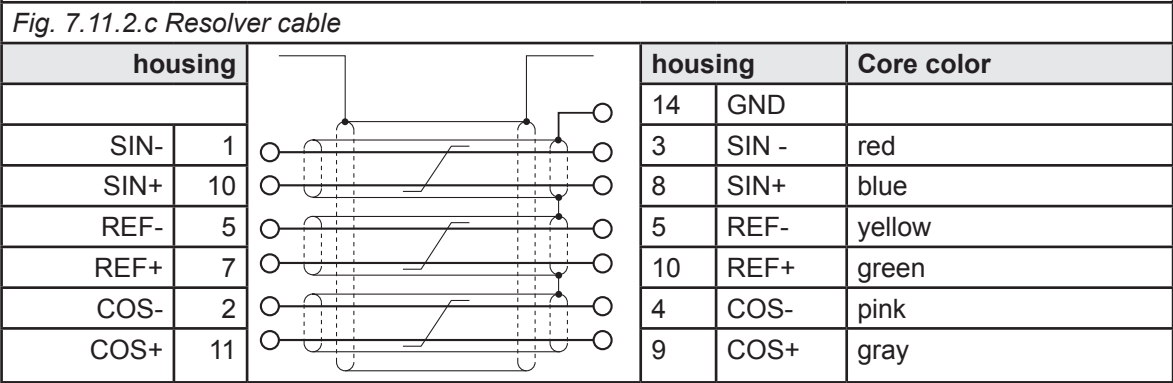 Fig. 7.11.2.c Resolver cable
housing housing Core color
14 GND
SIN- 1 3 SIN - red
SIN+ 10 8 SIN+ blue
REF- 5 5 REF- yellow
REF+ 7 10 REF+ green
COS- 2 4 COS- pink
COS+ 11 9 COS+ gray